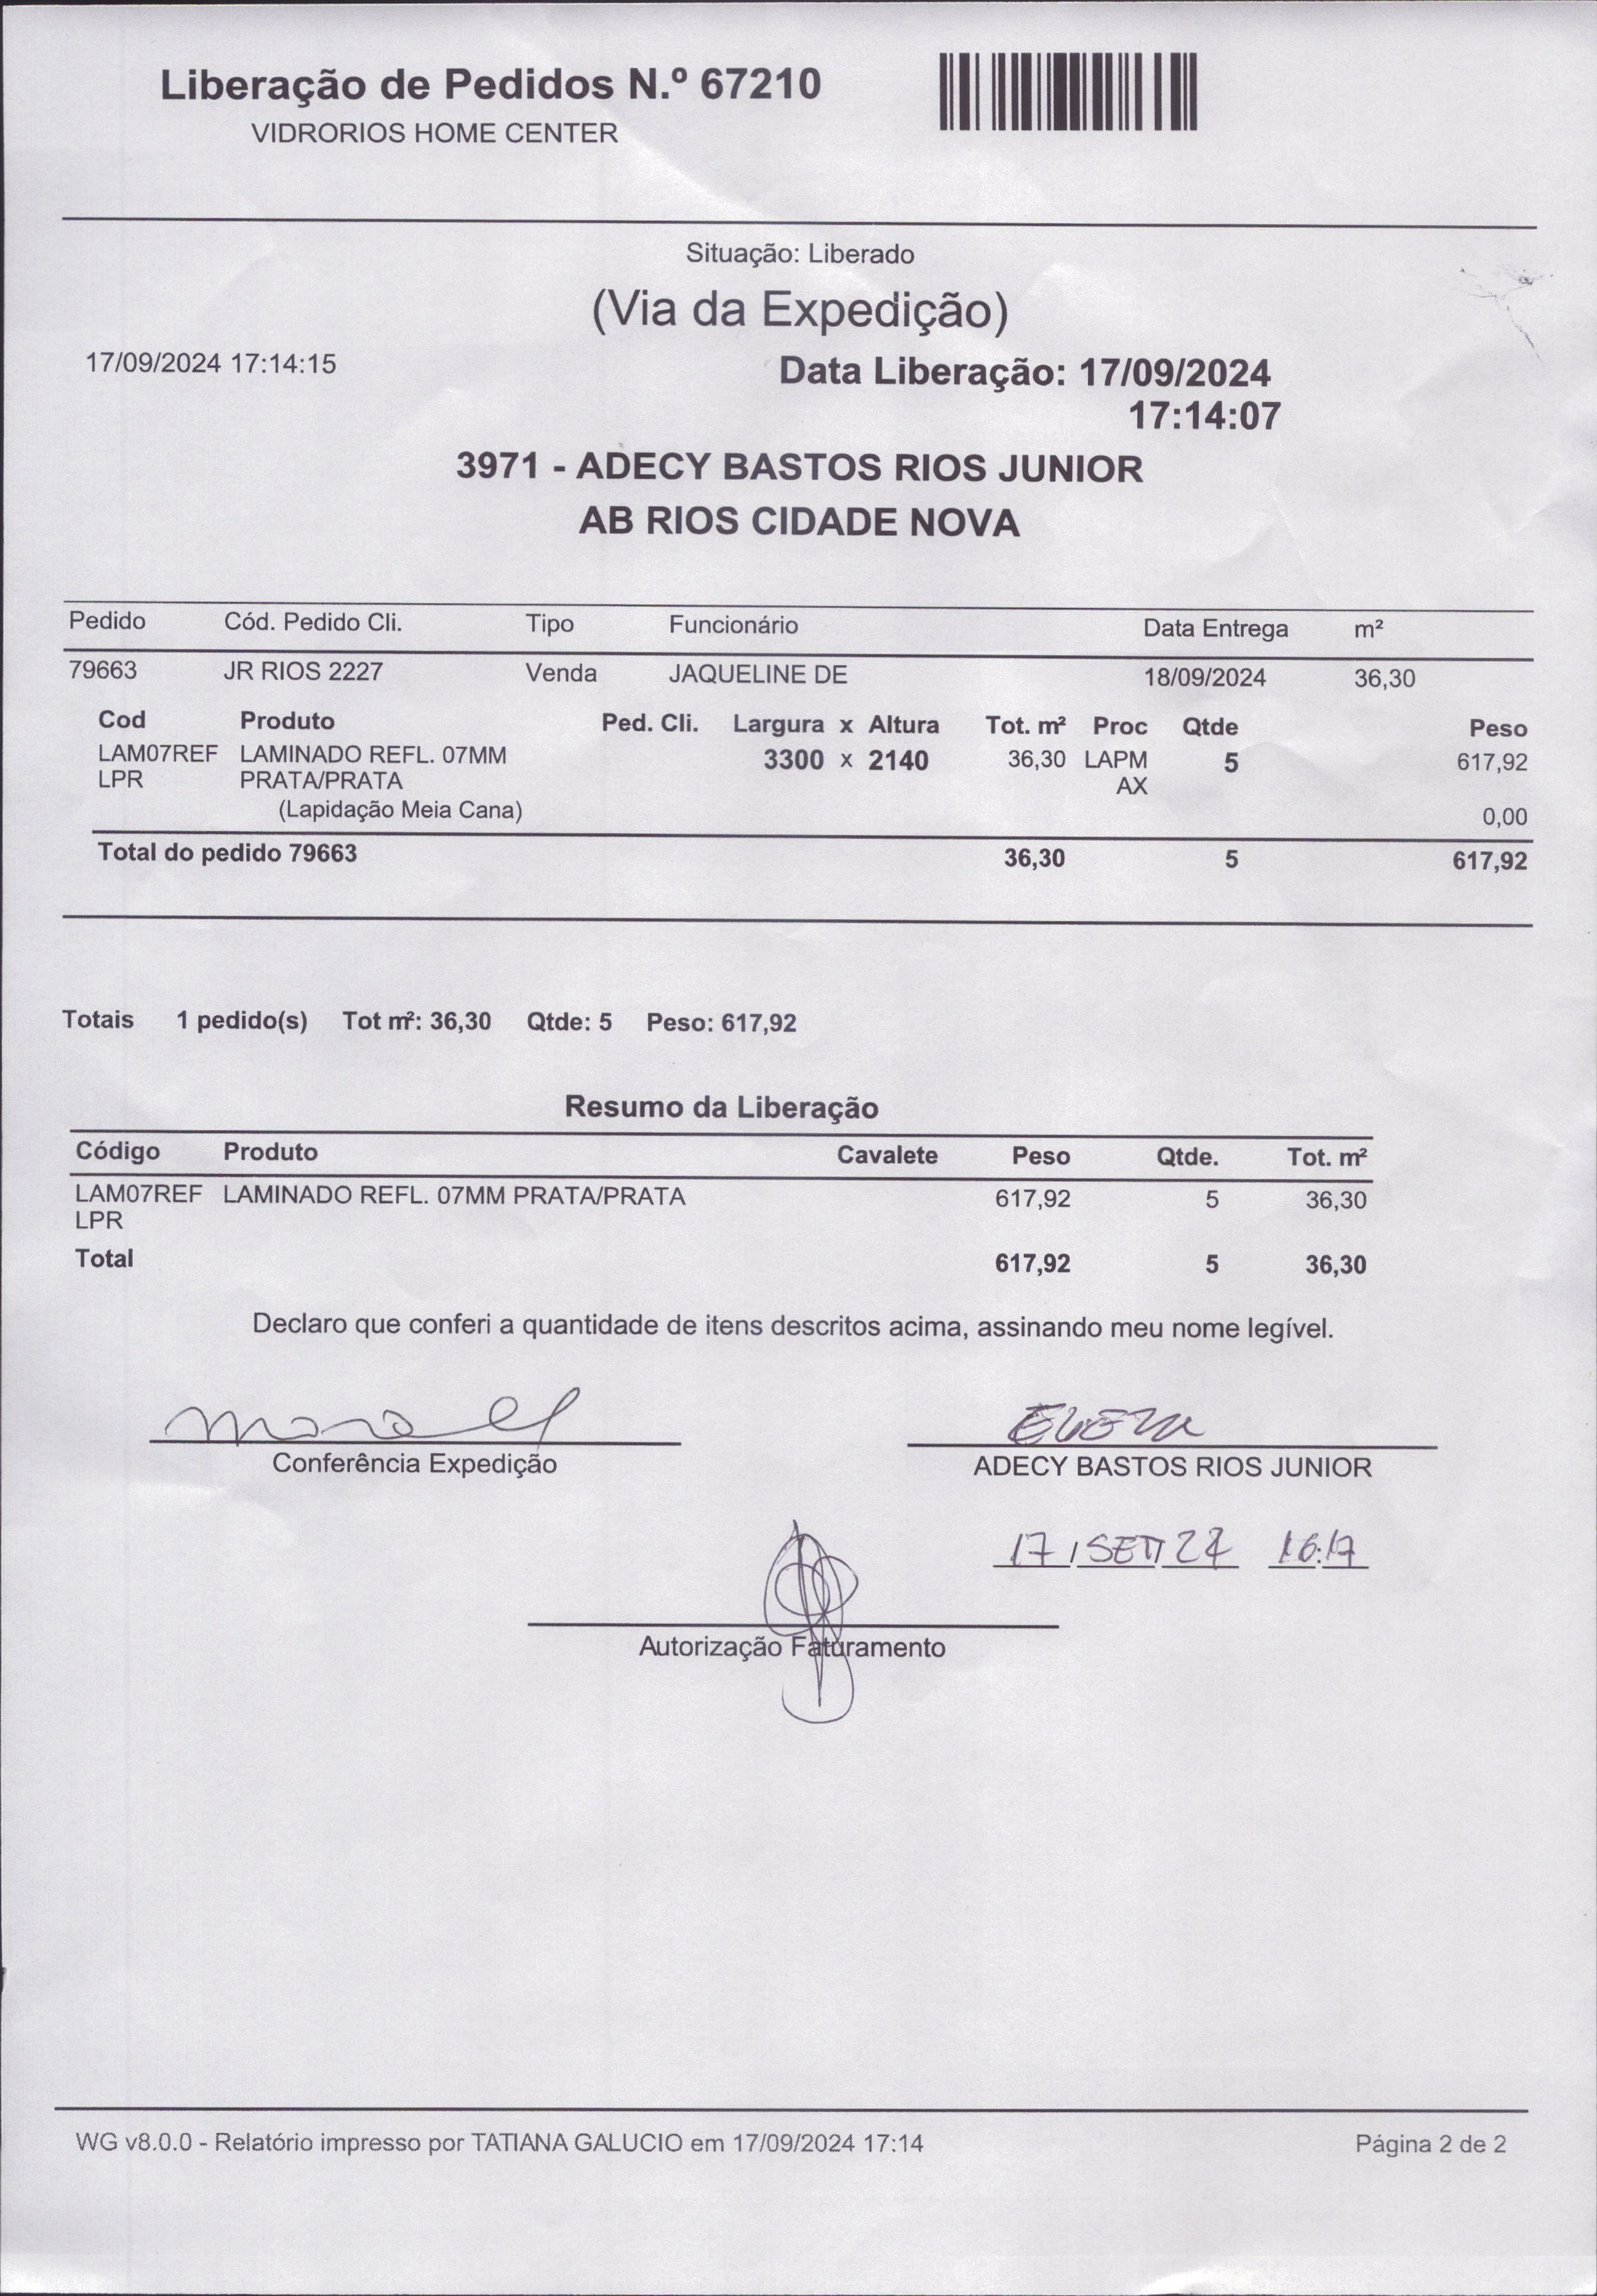 Liberação de Pedidos N.º 67210
VIDRORIOS HOME CENTER
Situação: Liberado
(Via da Expedição)
17/09/2024 17:14:15
Data Liberação: 17/09/2024
17:14:07
3971 - ADECY BASTOS RIOS JUNIOR
AB RIOS CIDADE NOVA
Pedido Cód. Pedido Cli. Tipo Funcionário Data Entrega m²
79663 JR RIOS 2227 Venda JAQUELINE DE 18/09/2024 36,30
Cod Produto Ped. Cli. Largura x Altura Tot. m² Proc Qtde Peso
LAM07REF LAMINADO REFL. 07MM 3300 x 2140 36,30 LAPM 5 617,92
LPR PRATA/PRATA AX
(Lapidação Meia Cana) 0,00
Total do pedido 79663 36,30 5 617,92
Totais 1 pedido(s) Tot m²: 36,30 Qtde: 5 Peso: 617,92
Resumo da Liberação
Código Produto Cavalete Peso Qtde. Tot. m²
LAM07REF LAMINADO REFL. 07MM PRATA/PRATA 617,92 5 36,30
LPR
Total 617,92 5 36,30
Declaro que conferi a quantidade de itens descritos acima, assinando meu nome legível.
Conferência Expedição
ADECY BASTOS RIOS JUNIOR
17 / SET 24 16:17
Autorização Faturamento
WG v8.0.0 - Relatório impresso por TATIANA GALUCIO em 17/09/2024 17:14 Página 2 de 2